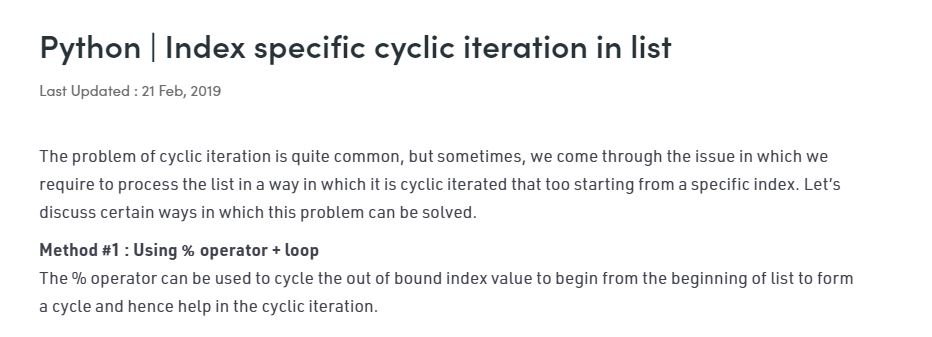 Python | Index specific cyclic iteration in list
Last Updated : 21 Feb, 2019
The problem of cyclic iteration is quite common, but sometimes, we come through the issue in which we
require to process the list in a way in which it is cyclic iterated that too starting from a specific index. Let’s
discuss certain ways in which this problem can be solved.
Method #1 : Using % operator + loop
The % operator can be used to cycle the out of bound index value to begin from the beginning of list to form
a cycle and hence help in the cyclic iteration.